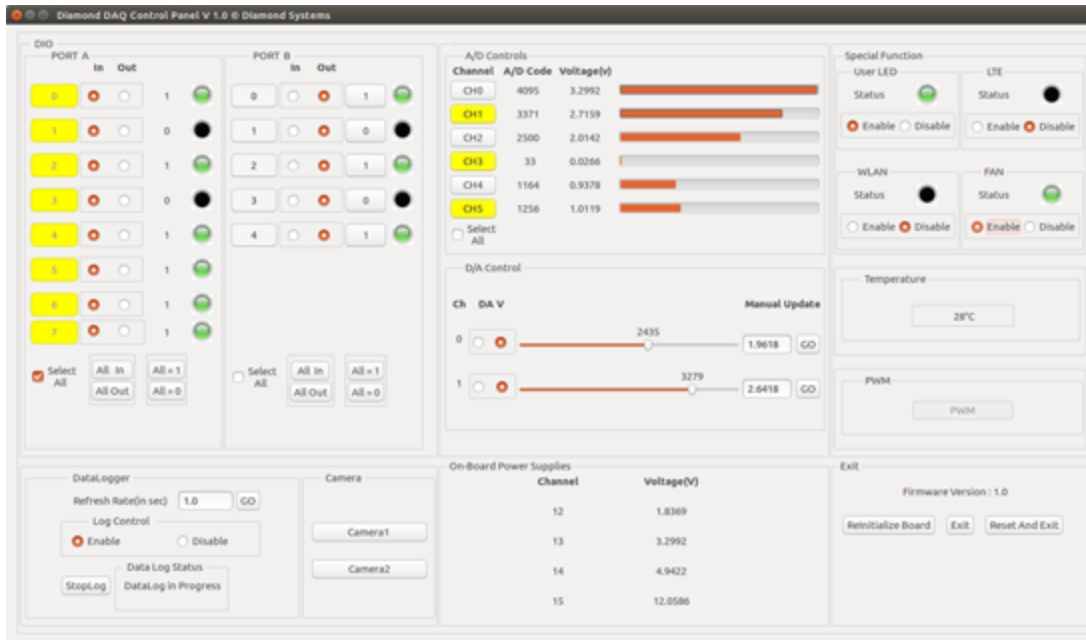 Diamond DAQ Control Panel V 1.0 © Diamond Systems
DIO
PORT A
In Out
0 1
1 0
2 1
3 0
4 1
5 1
6 1
7 1
Select All
All In
All = 1
All Out
All = 0
PORT B
In Out
0 1
1 0
2 1
3 0
4 1
Select All
All In
All = 1
All Out
All = 0
A/D Controls
Channel A/D Code Voltage(v)
CH0 4095 3.2992
CH1 3371 2.7159
CH2 2500 2.0142
CH3 33 0.0266
CH4 1164 0.9378
CH5 1256 1.0119
Select All
D/A Control
Ch DA V Manual Update
0 2435 1.9618 GO
1 3279 2.6418 GO
Special Function
User LED
Status
Enable Disable
LTE
Status
Enable Disable
WLAN
Status
Enable Disable
FAN
Status
Enable Disable
Temperature
28°C
PWM
PWM
DataLogger
Refresh Rate(in sec) 1.0 GO
Log Control
Enable Disable
Data Log Status
StopLog DataLog in Progress
Camera
Camera1
Camera2
On-Board Power Supplies
Channel Voltage(V)
12 1.8369
13 3.2992
14 4.9422
15 12.0586
Exit
Firmware Version : 1.0
ReInitialize Board Exit Reset And Exit